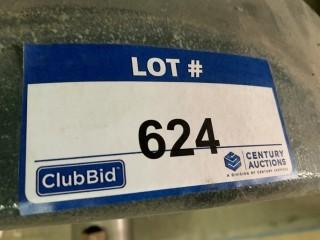 LOT #
624
ClubBid
CENTURY
AUCTIONS
A DIVISION OF CENTURY SERVICES